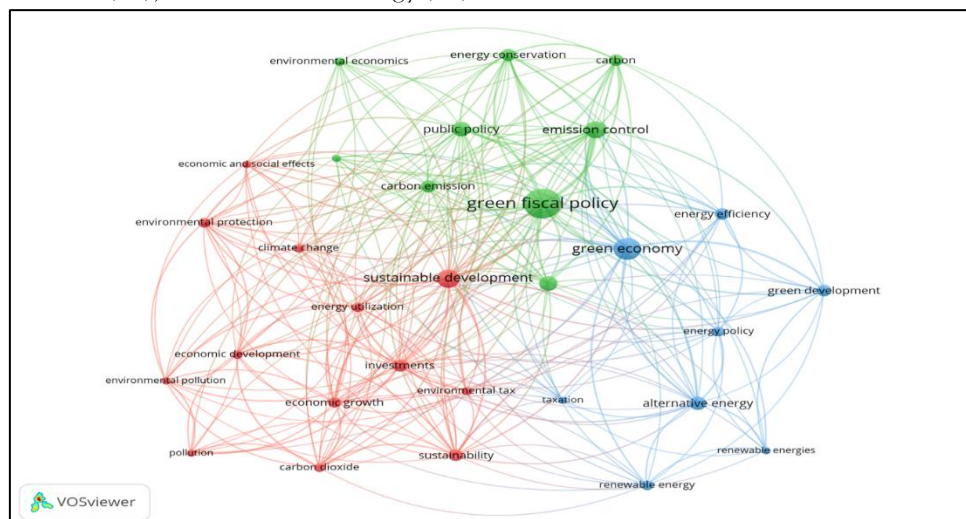 environmental economics
energy conservation
carbon
public policy
emission control
economic and social effects
carbon emission
green fiscal policy
environmental protection
energy efficiency
climate change
green economy
sustainable development
green development
energy utilization
energy policy
economic development
investments
environmental pollution
environmental tax
economic growth
taxation
alternative energy
pollution
sustainability
renewable energies
carbon dioxide
renewable energy
VOSviewer